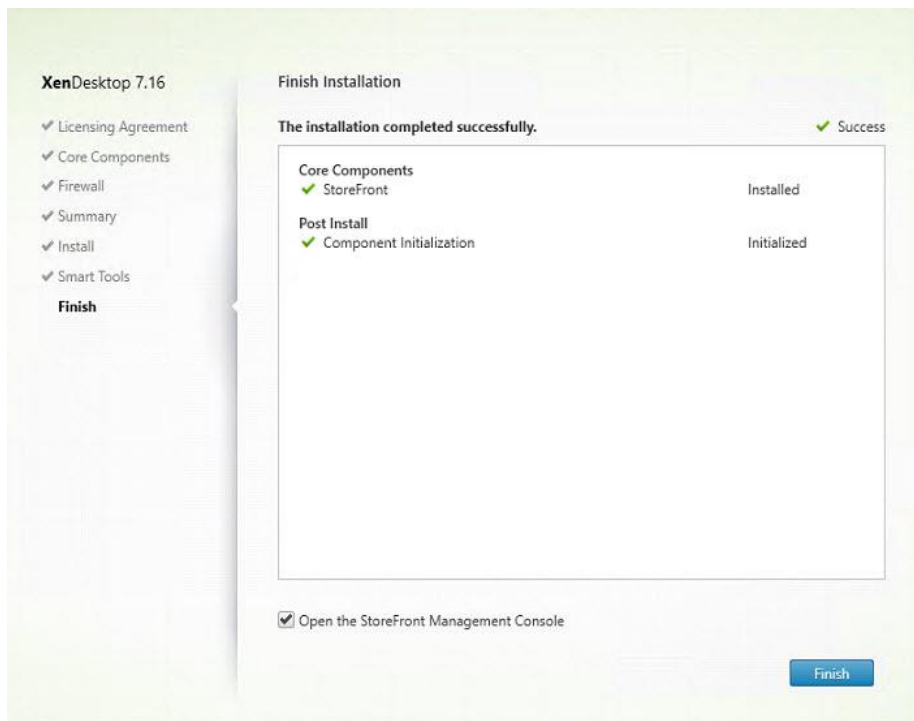 XenDesktop 7.16
Licensing Agreement
Core Components
Firewall
Summary
Install
Smart Tools
Finish
Finish Installation
The installation completed successfully.
Success
Core Components
StoreFront Installed
Post Install
Component Initialization Initialized
Open the StoreFront Management Console
Finish